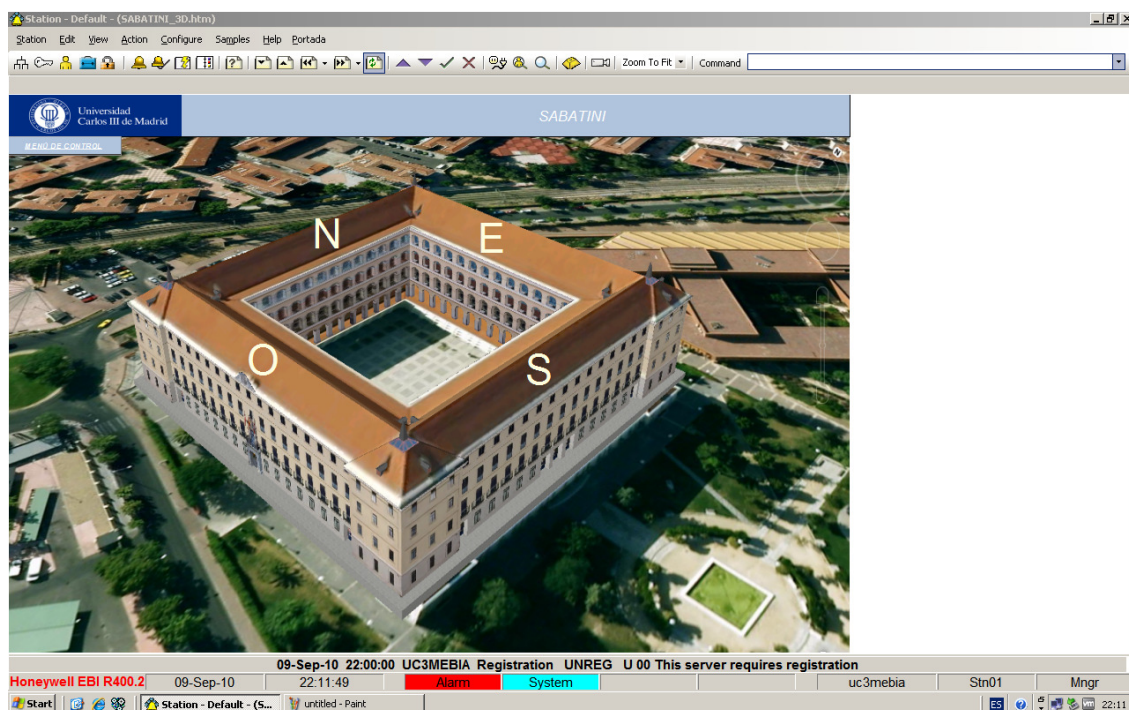 Station - Default - (SABATINI_3D.htm)
Station Edit View Action Configure Samples Help Portada
Zoom To Fit Command
Universidad
Carlos III de Madrid
SABATINI
MENÚ DE CONTROL
N
N
E
O
S
09-Sep-10 22:00:00 UC3MEBIA Registration UNREG U 00 This server requires registration
Honeywell EBI R400.2 09-Sep-10 22:11:49 Alarm System uc3mebia Stn01 Mngr
Start Station - Default - (S... untitled - Paint ES 22:11